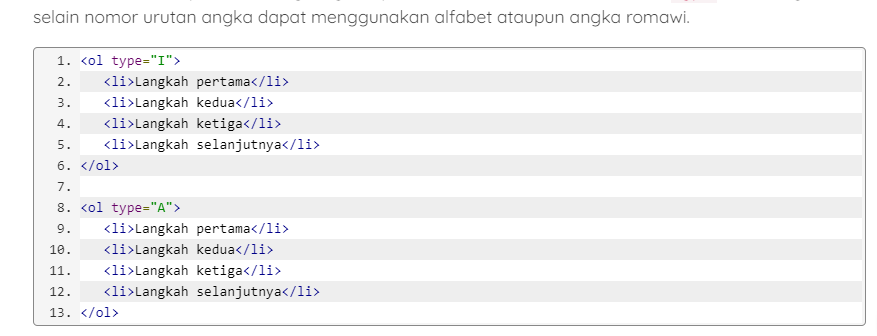 selain nomor urutan angka dapat menggunakan alfabet ataupun angka romawi.
1. <ol type="I">
2.    <li>Langkah pertama</li>
3.    <li>Langkah kedua</li>
4.    <li>Langkah ketiga</li>
5.    <li>Langkah selanjutnya</li>
6. </ol>
7.
8. <ol type="A">
9.    <li>Langkah pertama</li>
10.    <li>Langkah kedua</li>
11.    <li>Langkah ketiga</li>
12.    <li>Langkah selanjutnya</li>
13. </ol>